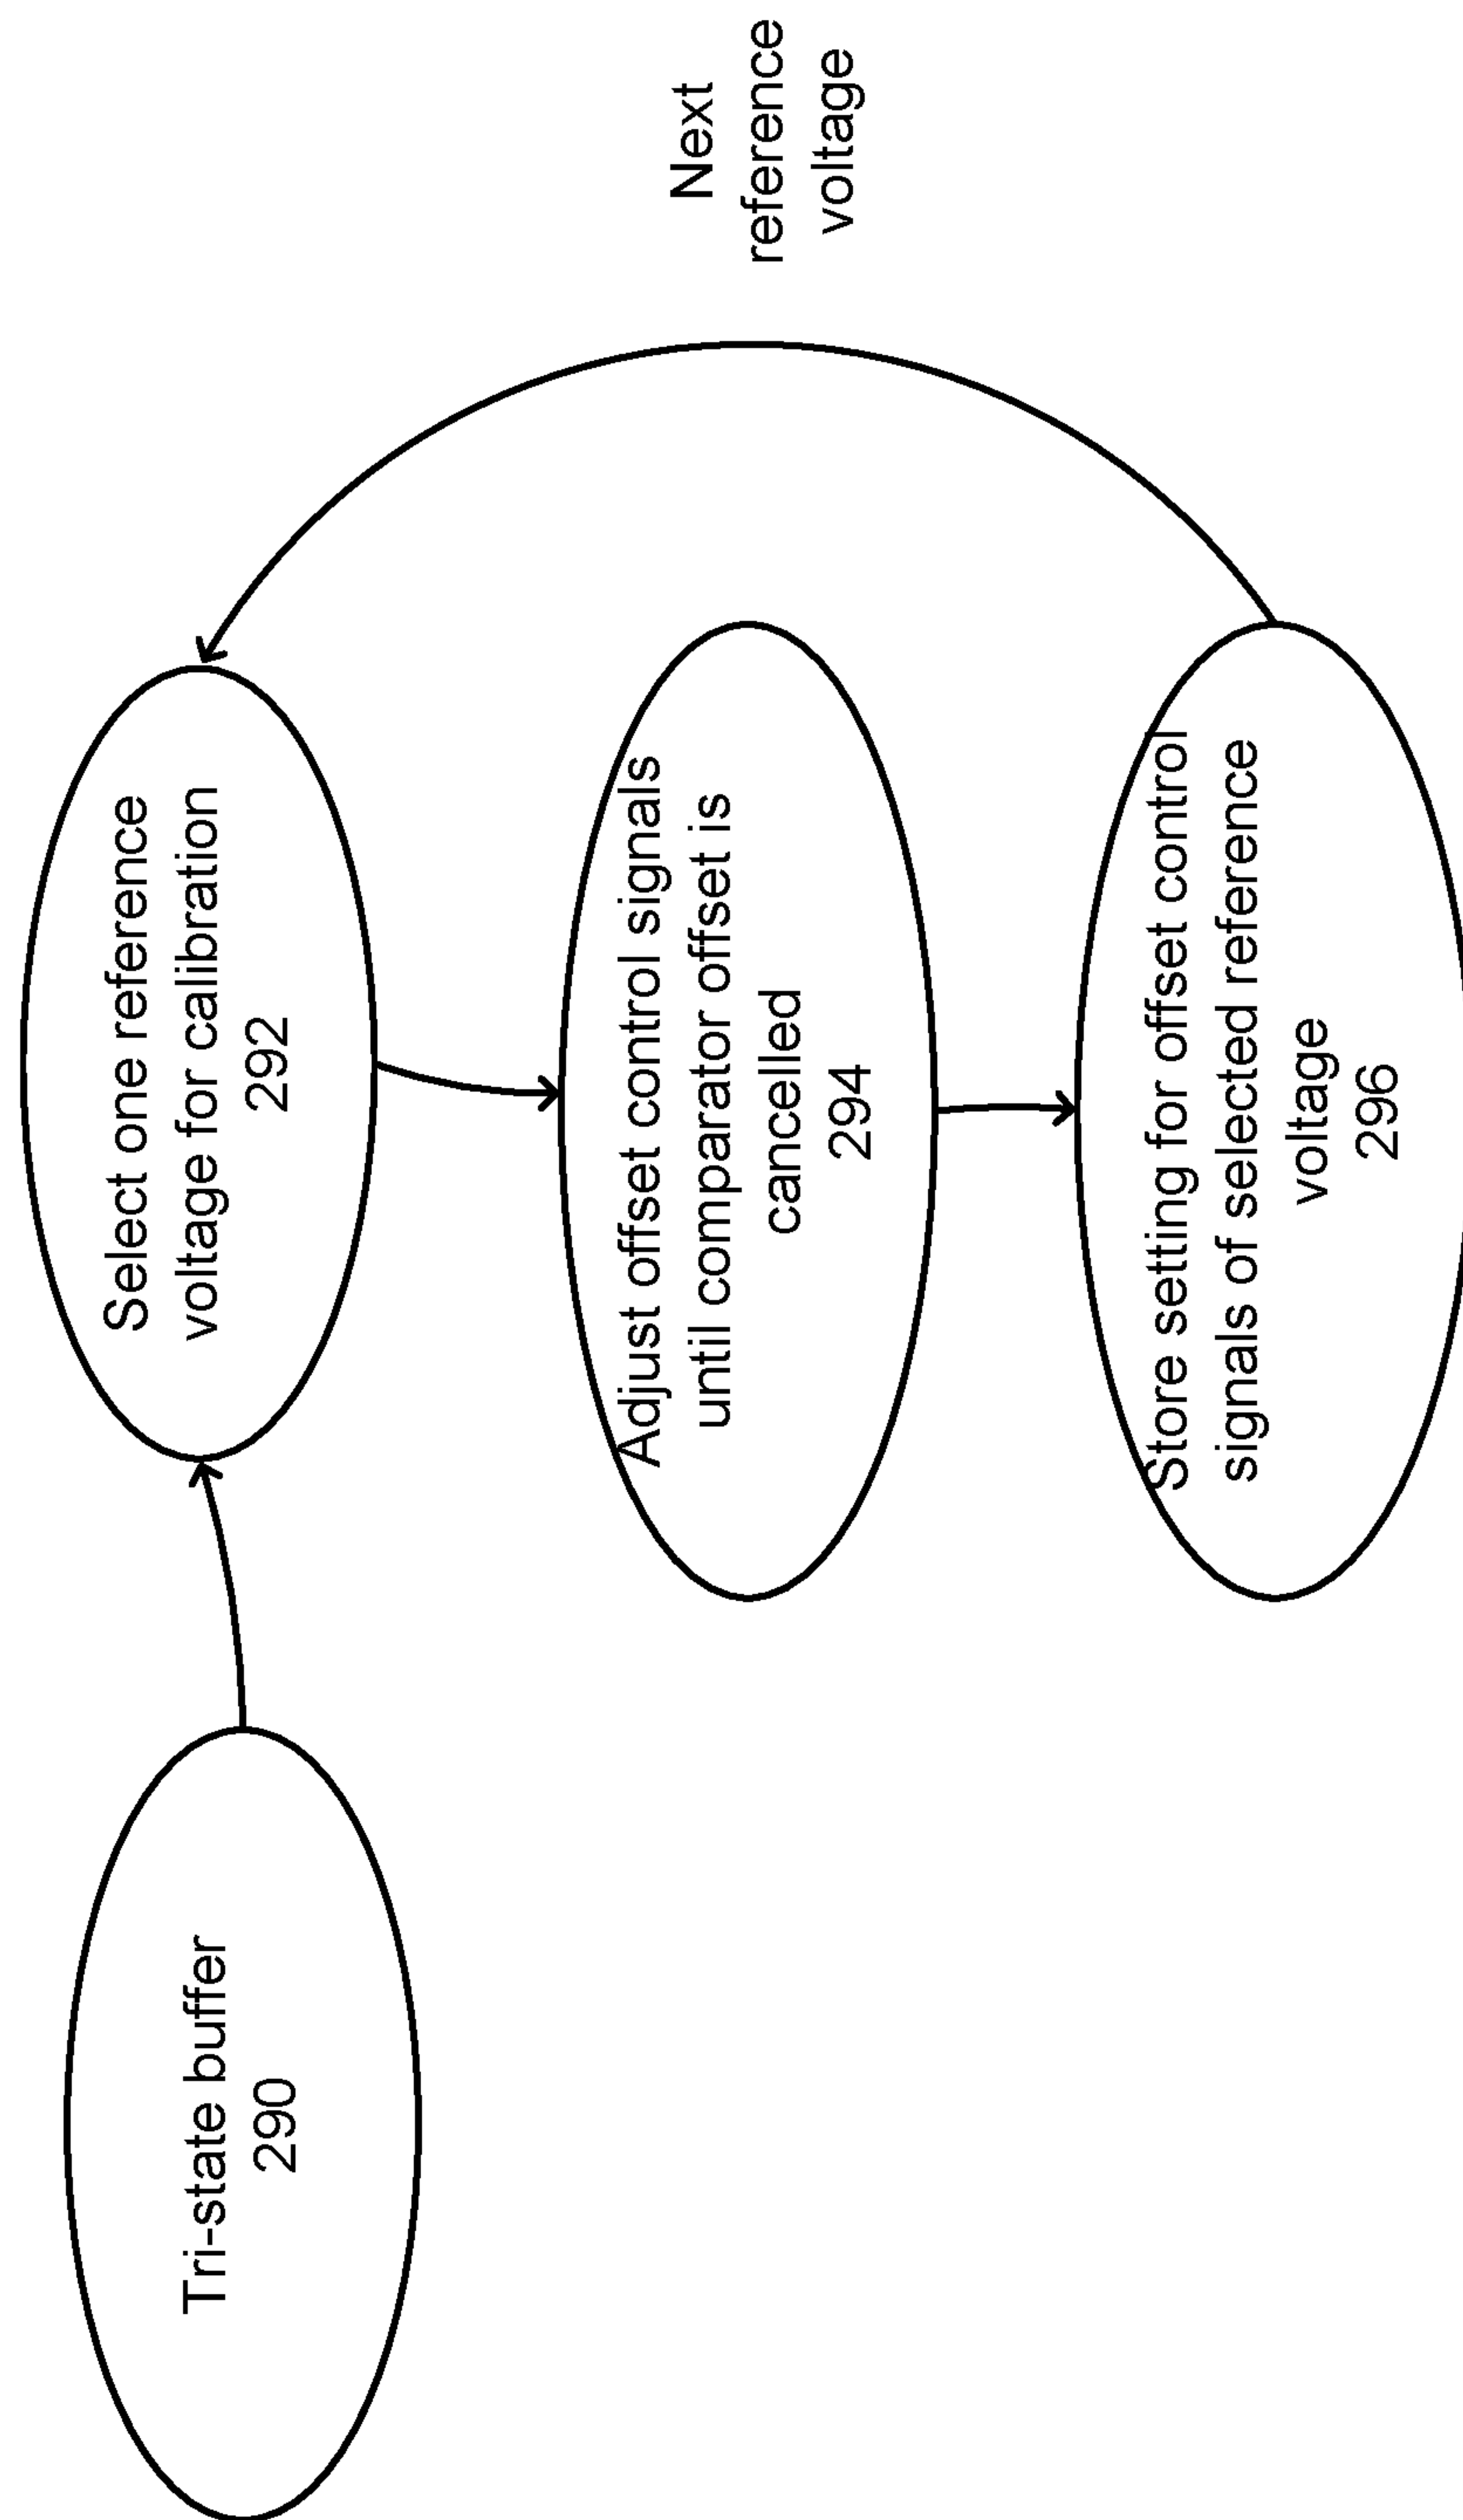 Tri-state buffer
290
Select one reference
voltage for calibration
292
Adjust offset control signals
until comparator offset is
cancelled
294
Store setting for offset control
signals of selected reference
voltage
296
Next
reference
voltage